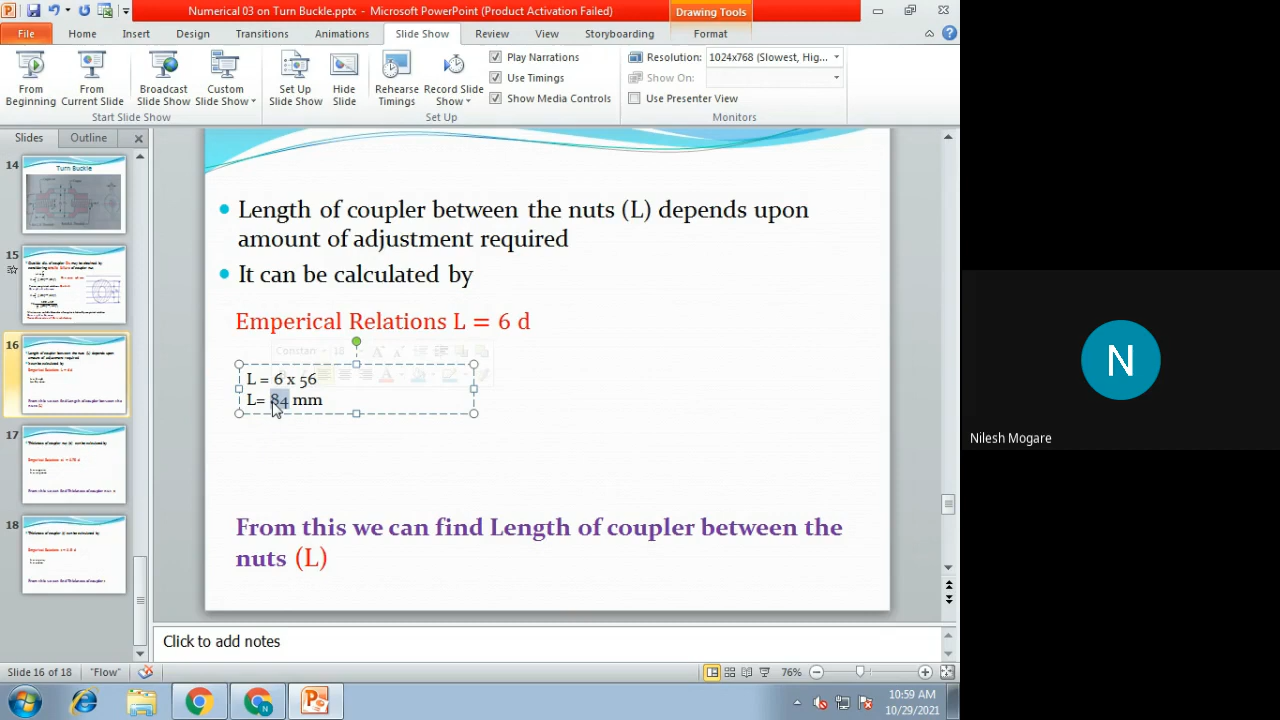 Numerical 03 on Turn Buckle.pptx - Microsoft PowerPoint (Product Activation Failed)
Drawing Tools
File Home Insert Design Transitions Animations Slide Show Review View Storyboarding Format
From Beginning
From Current Slide
Broadcast Slide Show
Custom Slide Show
Start Slide Show
Set Up Slide Show
Hide Slide
Rehearse Timings
Record Slide Show
Play Narrations
Use Timings
Show Media Controls
Set Up
Resolution: 1024x768 (Slowest, Hig...
Show On:
Use Presenter View
Monitors
Slides Outline
14
Turn Buckle
15
16
17
18
Length of coupler between the nuts (L) depends upon
amount of adjustment required
It can be calculated by
Emperical Relations L = 6 d
L = 6 x 56
L= 84 mm
From this we can find Length of coupler between the
nuts (L)
Click to add notes
Slide 16 of 18 "Flow" 76%
10:59 AM
10/29/2021
N
Nilesh Mogare